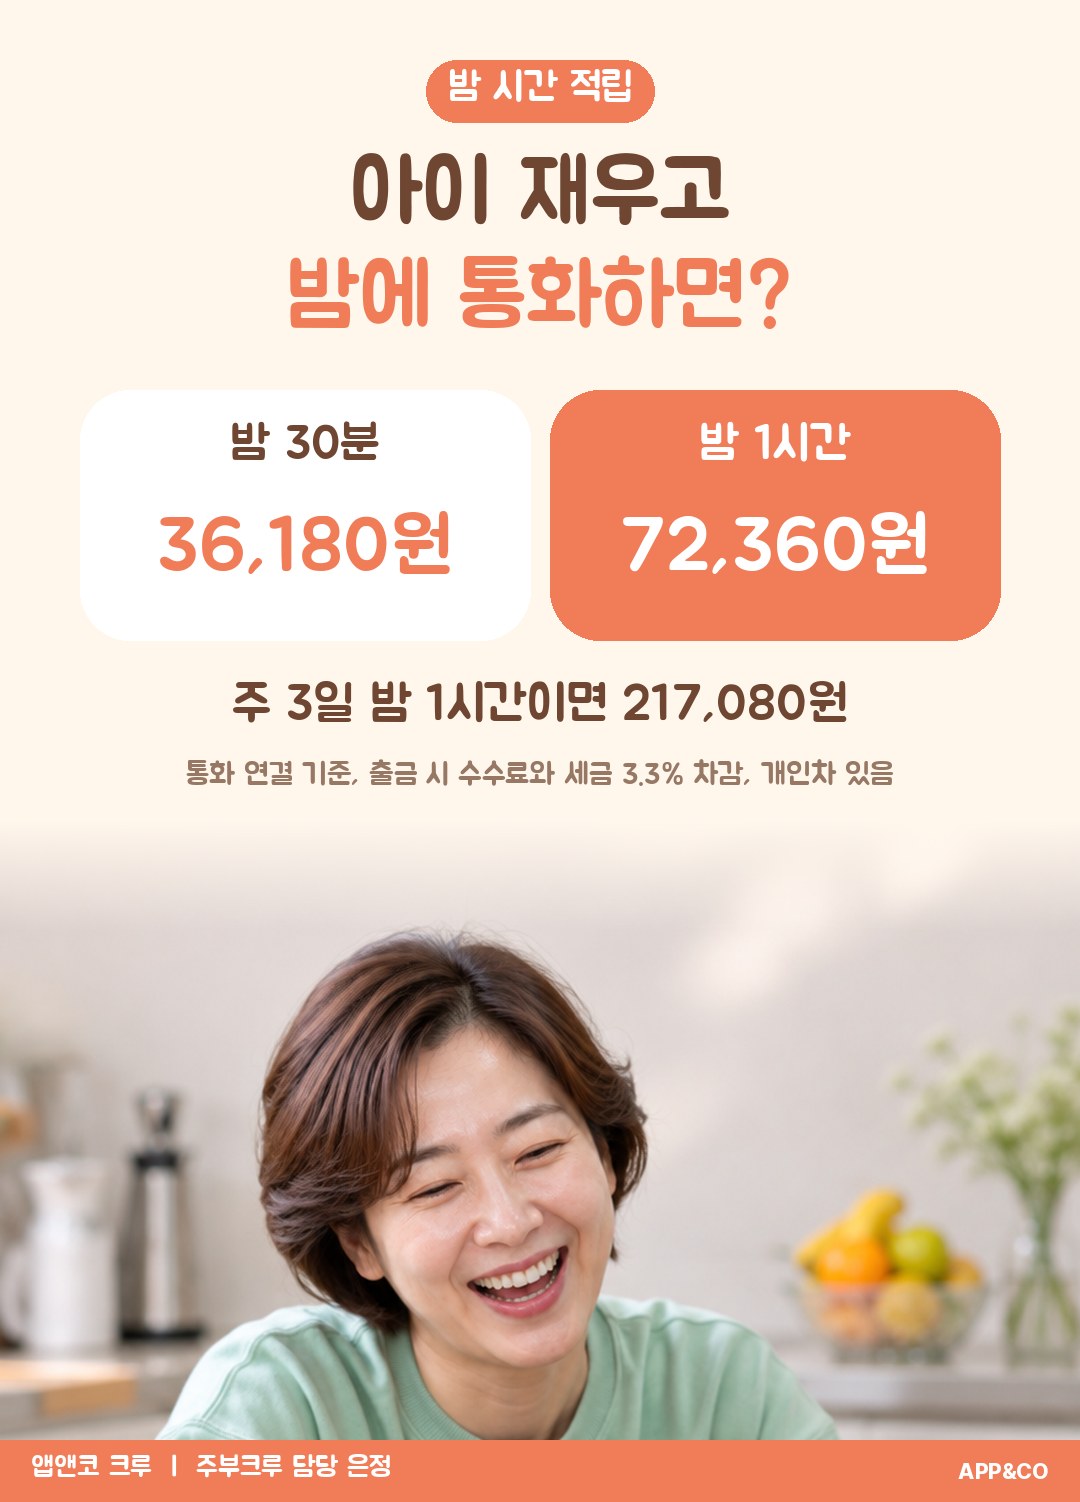 밤 시간 적립
아이 재우고
밤에 통화하면?
밤 30분
36,180원
밤 1시간
72,360원
주 3일 밤 1시간이면 217,080원
통화 연결 기준, 출금 시 수수료와 세금 3.3% 차감, 개인차 있음
앱앤코 크루 | 주부크루 담당 은정
APP&CO